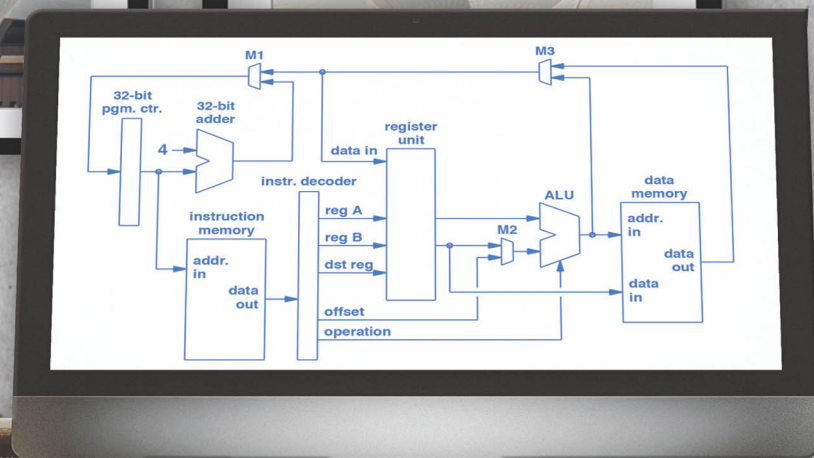 M1
M3
32-bit
pgm. ctr.
32-bit
adder
4
register
unit
data in
instr. decoder
ALU
data
memory
instruction
memory
reg A
reg B
dst reg
M2
addr.
in
data
out
addr.
in
data
out
data
in
offset
operation